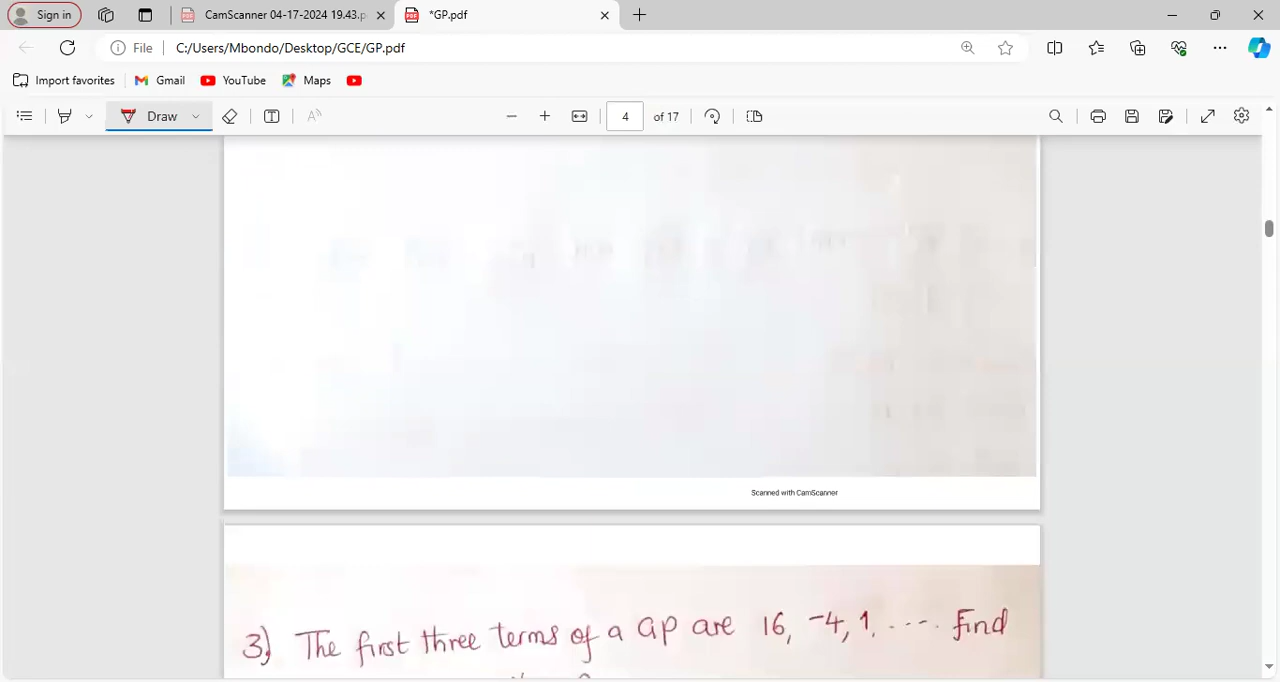 Sign in
CamScanner 04-17-2024 19.43.p
*GP.pdf
File
C:/Users/Mbondo/Desktop/GCE/GP.pdf
Import favorites
Gmail
YouTube
Maps
Draw
4
of 17
Scanned with CamScanner
3) The first three terms of a GP are 16, -4, 1, .... Find